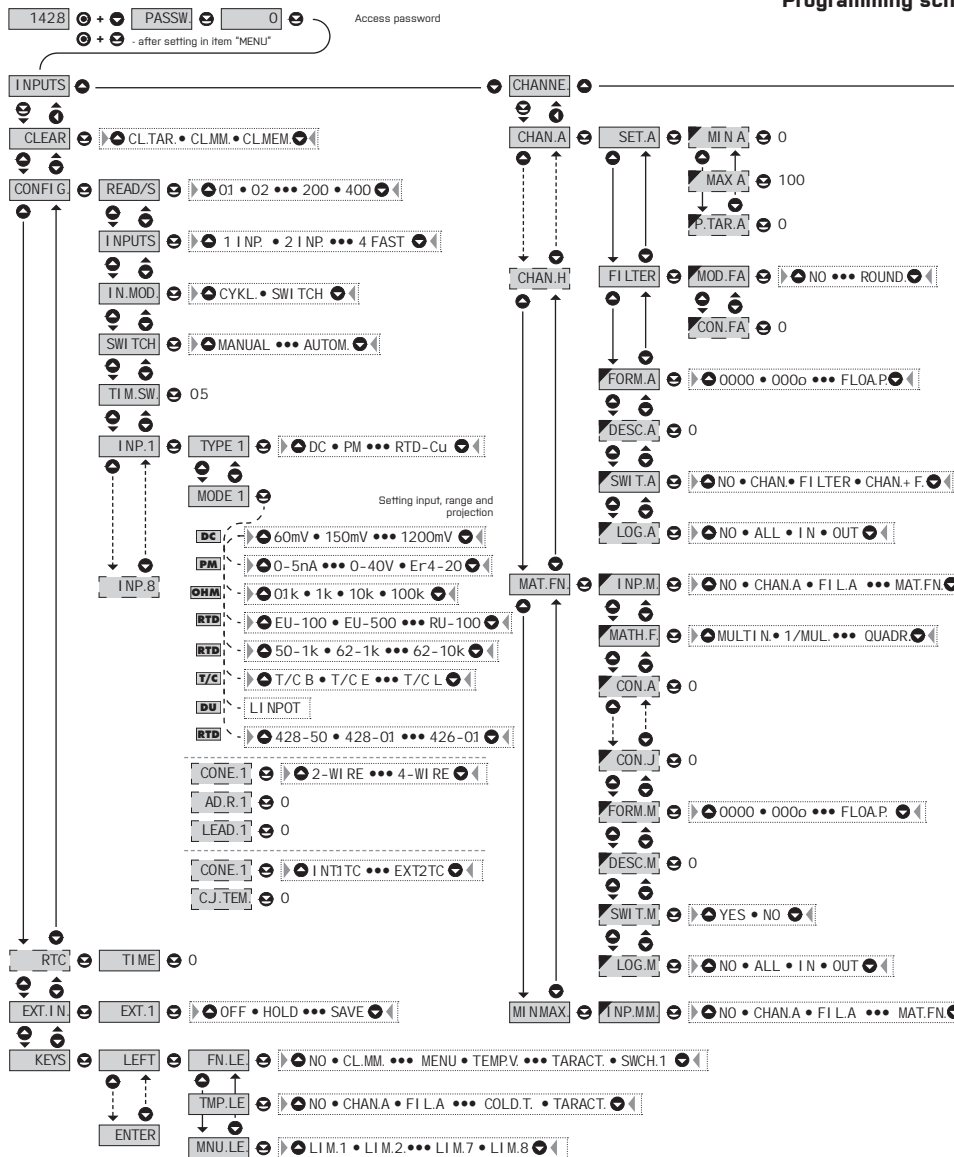 Programming sch
1428 + PASSW. 0 Access password
+ - after setting in item "MENU"
INPUTS
CLEAR CL.TAR. • CL.MM. • CL.MEM.
CONFIG. READ/S 01 • 02 ••• 200 • 400
INPUTS 1 INP. • 2 INP. ••• 4 FAST
IN.MOD. CYKL. • SWITCH
SWITCH MANUAL ••• AUTOM.
TIM.SW. 05
INP.1 TYPE 1 DC • PM ••• RTD-Cu
MODE 1
Setting input, range and
projection
DC 60mV • 150mV ••• 1200mV
PM 0-5nA ••• 0-40V • Er4-20
OHM 01k • 1k • 10k • 100k
RTD EU-100 • EU-500 ••• RU-100
RTD 50-1k • 62-1k ••• 62-10k
T/C T/C B • T/C E ••• T/C L
DU LINPOT
RTD 428-50 • 428-01 ••• 426-01
INP.8
CONE.1 2-WIRE ••• 4-WIRE
AD.R.1 0
LEAD.1 0
CONE.1 INT1TC ••• EXT2TC
C.J.TEM. 0
RTC TIME 0
EXT.IN. EXT.1 OFF • HOLD ••• SAVE
KEYS LEFT FN.LE. NO • CL.MM. ••• MENU • TEMP.V. ••• TARACT. • SWCH.1
TMP.LE NO • CHAN.A • FIL.A ••• COLD.T. • TARACT.
ENTER
MNU.LE. LIM.1 • LIM.2. ••• LIM.7 • LIM.8
CHANNE.
CHAN.A SET.A MIN A 0
MAX A 100
P.TAR.A 0
CHAN.H
FILTER MOD.FA NO ••• ROUND.
CON.FA 0
FORM.A 0000 • 000o ••• FLOA.P.
DESC.A 0
SWIT.A NO • CHAN. • FILTER • CHAN.+ F.
LOG.A NO • ALL • IN • OUT
MAT.FN. INP.M. NO • CHAN.A • FIL.A ••• MAT.FN.
MATH.F. MULTIN. • 1/MUL. ••• QUADR.
CON.A 0
CON.J 0
FORM.M 0000 • 000o ••• FLOA.P.
DESC.M 0
SWIT.M YES • NO
LOG.M NO • ALL • IN • OUT
MINMAX. INP.MM. NO • CHAN.A • FIL.A ••• MAT.FN.